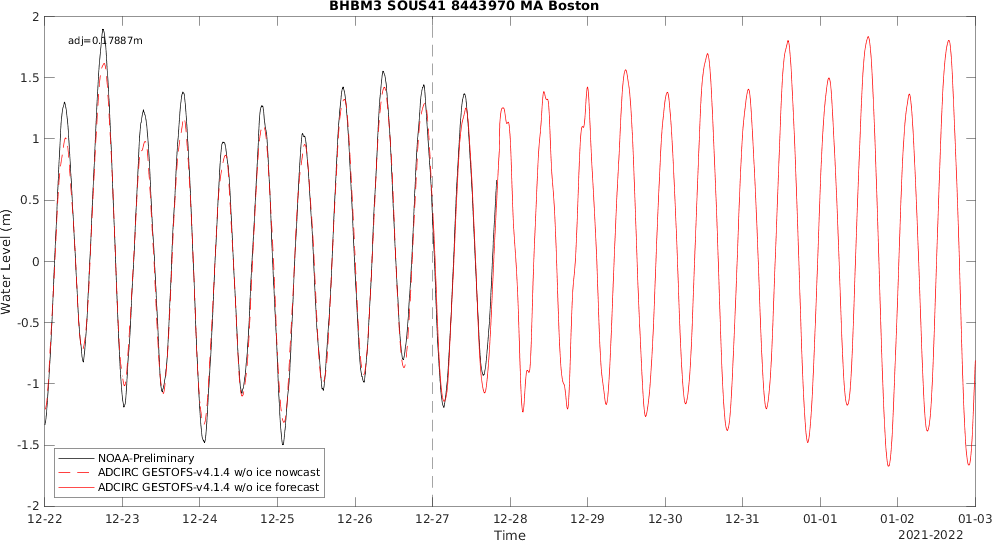 BHBM3 SOUS41 8443970 MA Boston
adj=0.17887m
2
1.5
1
0.5
0
-0.5
-1
-1.5
-2
Water Level (m)
NOAA-Preliminary
ADCIRC GESTOFS-v4.1.4 w/o ice nowcast
ADCIRC GESTOFS-v4.1.4 w/o ice forecast
12-22 12-23 12-24 12-25 12-26 12-27 12-28 12-29 12-30 12-31 01-01 01-02 01-03
Time
2021-2022